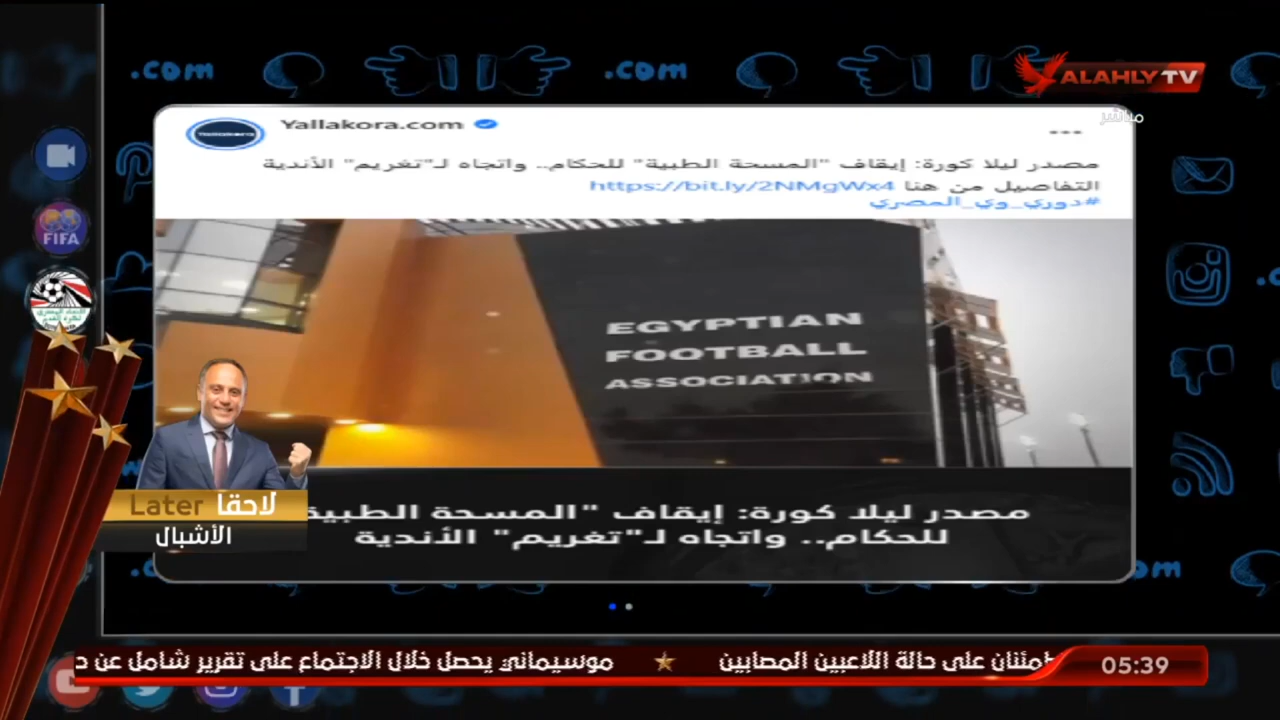 .com
.com
ALAHLY TV
مباشر
Yallakora.com
مصدر ليلا كورة: إيقاف "المسحة الطبية" للحكام.. واتجاه لـ"تغريم" الأندية
التفاصيل من هنا https://bit.ly/2NMgWx4
#دوري_وي_المصري
FIFA
EGYPTIAN
FOOTBALL
ASSOCIATION
مصدر ليلا كورة: إيقاف "المسحة الطبية"
للحكام.. واتجاه لـ"تغريم" الأندية
لاحقا Later
الأشبال
على حالة اللاعبين المصابين ★ موسيماني يحصل خلال الاجتماع على تقرير شامل عن
05:39